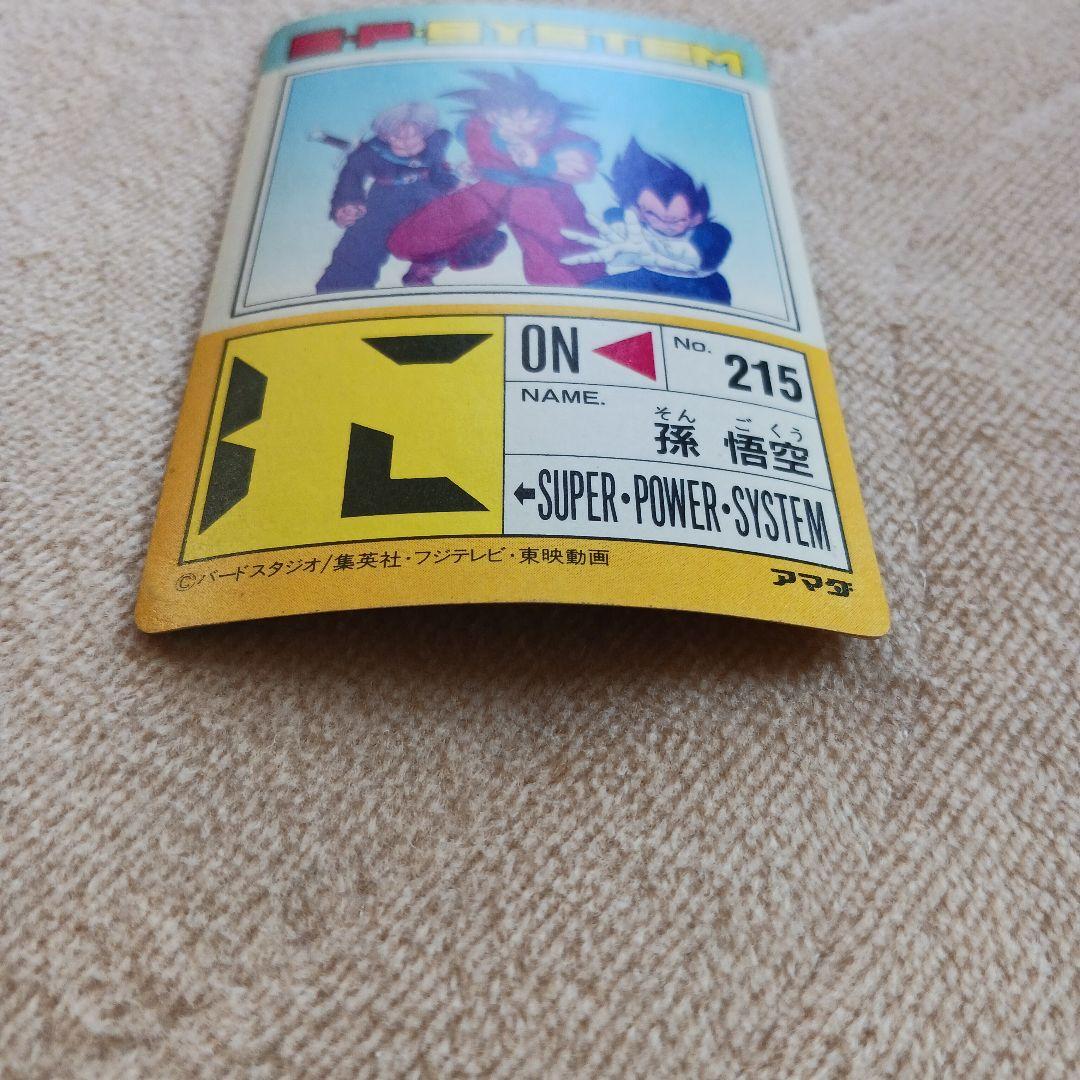 S・P・SYSTEM
ON
No. 215
NAME.
そん ごくう
孫 悟空
←SUPER・POWER・SYSTEM
©バードスタジオ/集英社・フジテレビ・東映動画
アマダ